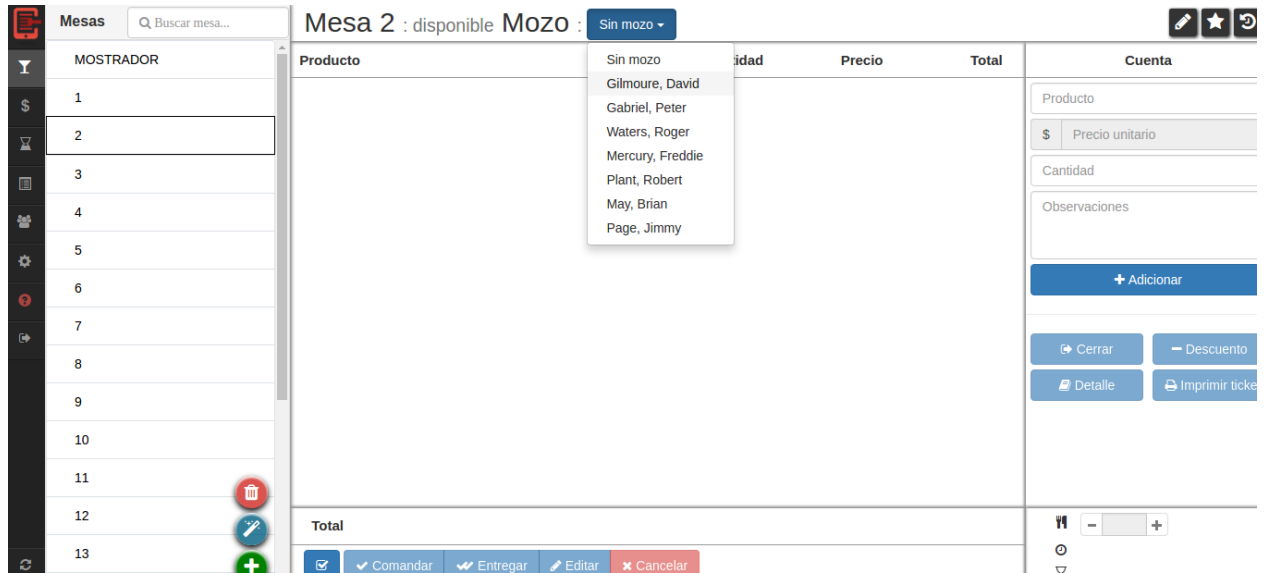 Mesas
Buscar mesa...
Mesa 2 : disponible Mozo : Sin mozo
MOSTRADOR
1
2
3
4
5
6
7
8
9
10
11
12
13
Sin mozo
Gilmoure, David
Gabriel, Peter
Waters, Roger
Mercury, Freddie
Plant, Robert
May, Brian
Page, Jimmy
Producto idad Precio Total
Total
Comandar Entregar Editar Cancelar
Cuenta
Producto
$ Precio unitario
Cantidad
Observaciones
+ Adicionar
Cerrar Descuento
Detalle Imprimir ticke
- +